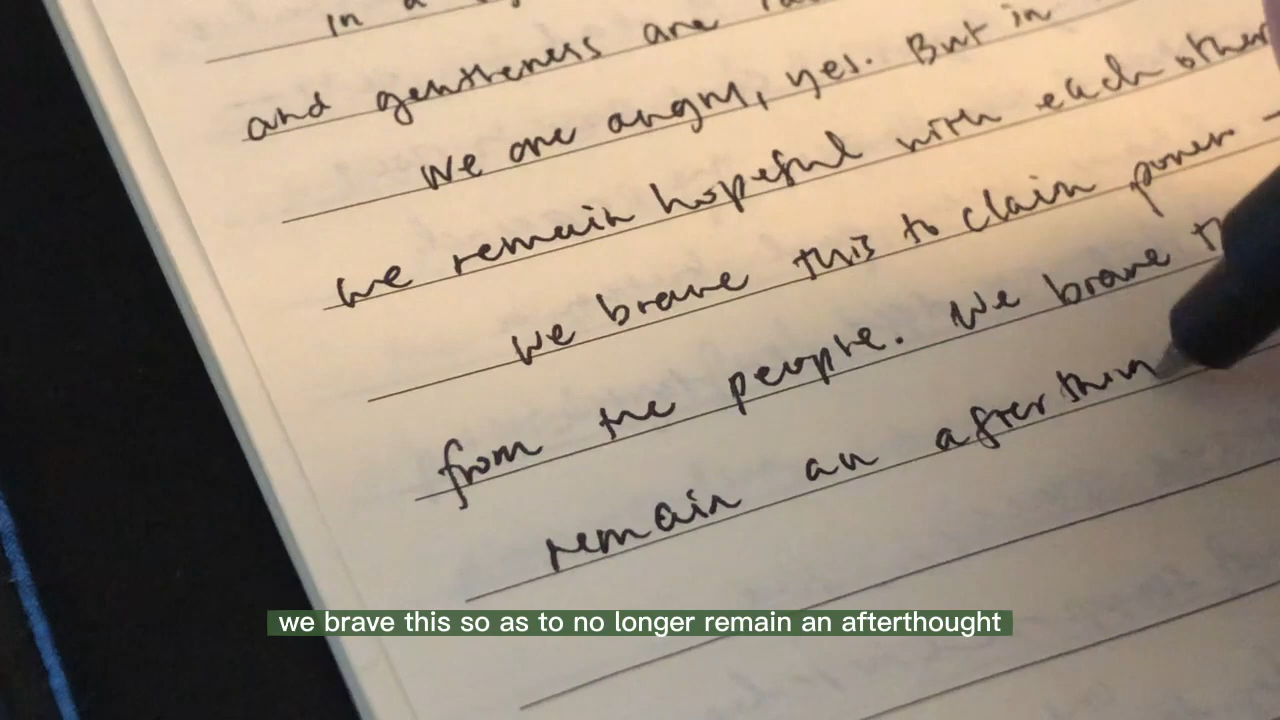 in a
and gentleness are
we are angry, yes. But in
we remain hopeful with each other
we brave this to claim power -
from the people. We brave
remain an afterthou
we brave this so as to no longer remain an afterthought